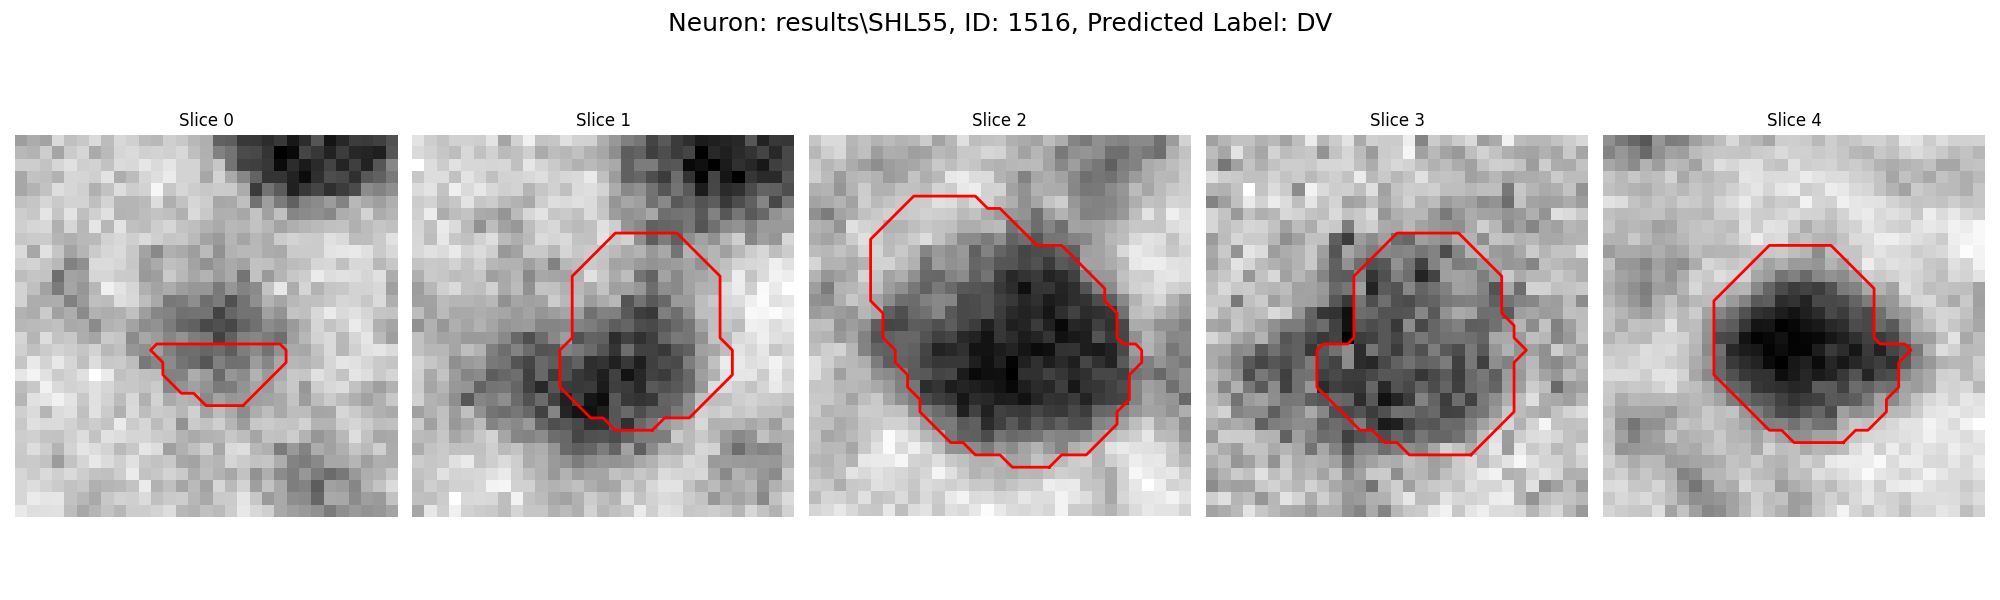 Neuron: results\SHL55, ID: 1516, Predicted Label: DV
Slice 0
Slice 1
Slice 2
Slice 3
Slice 4